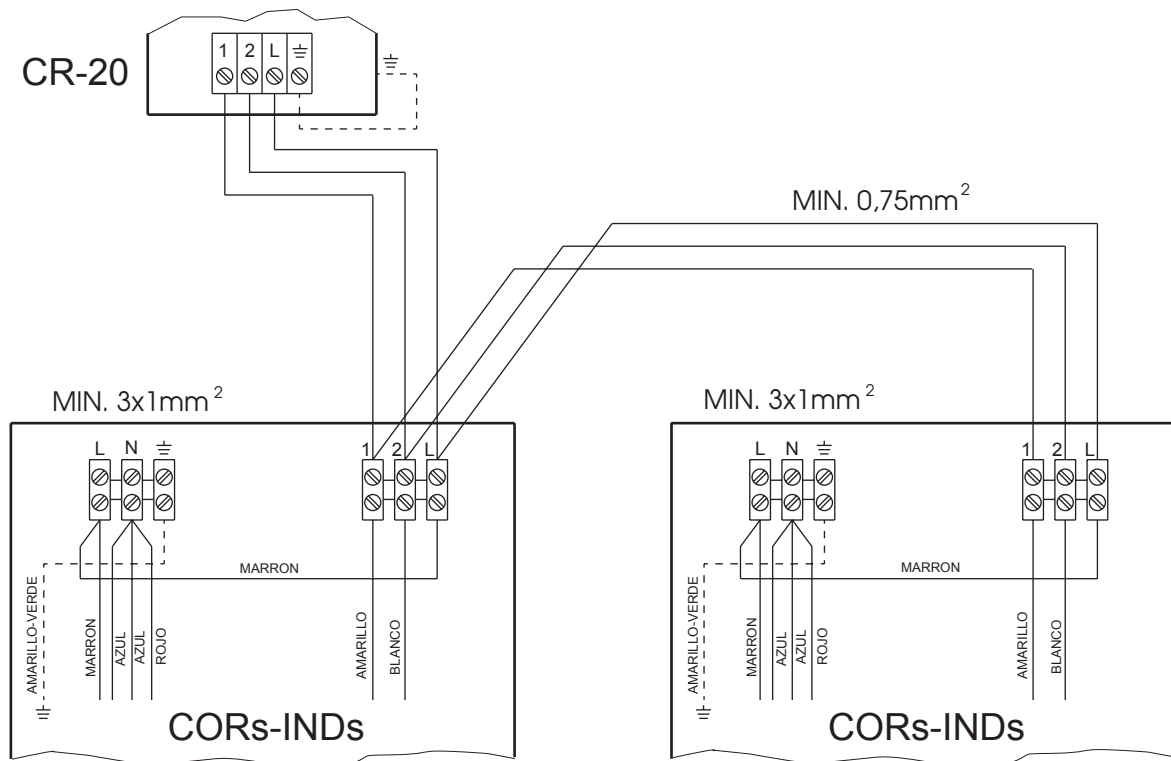 1 2 L
CR-20
MIN. 0,75mm²
MIN. 3x1mm²
L N
1 2 L
MARRON
AMARILLO-VERDE
MARRON
AZUL
AZUL
ROJO
AMARILLO
BLANCO
CORs-INDs
MIN. 3x1mm²
L N
1 2 L
MARRON
AMARILLO-VERDE
MARRON
AZUL
AZUL
ROJO
AMARILLO
BLANCO
CORs-INDs